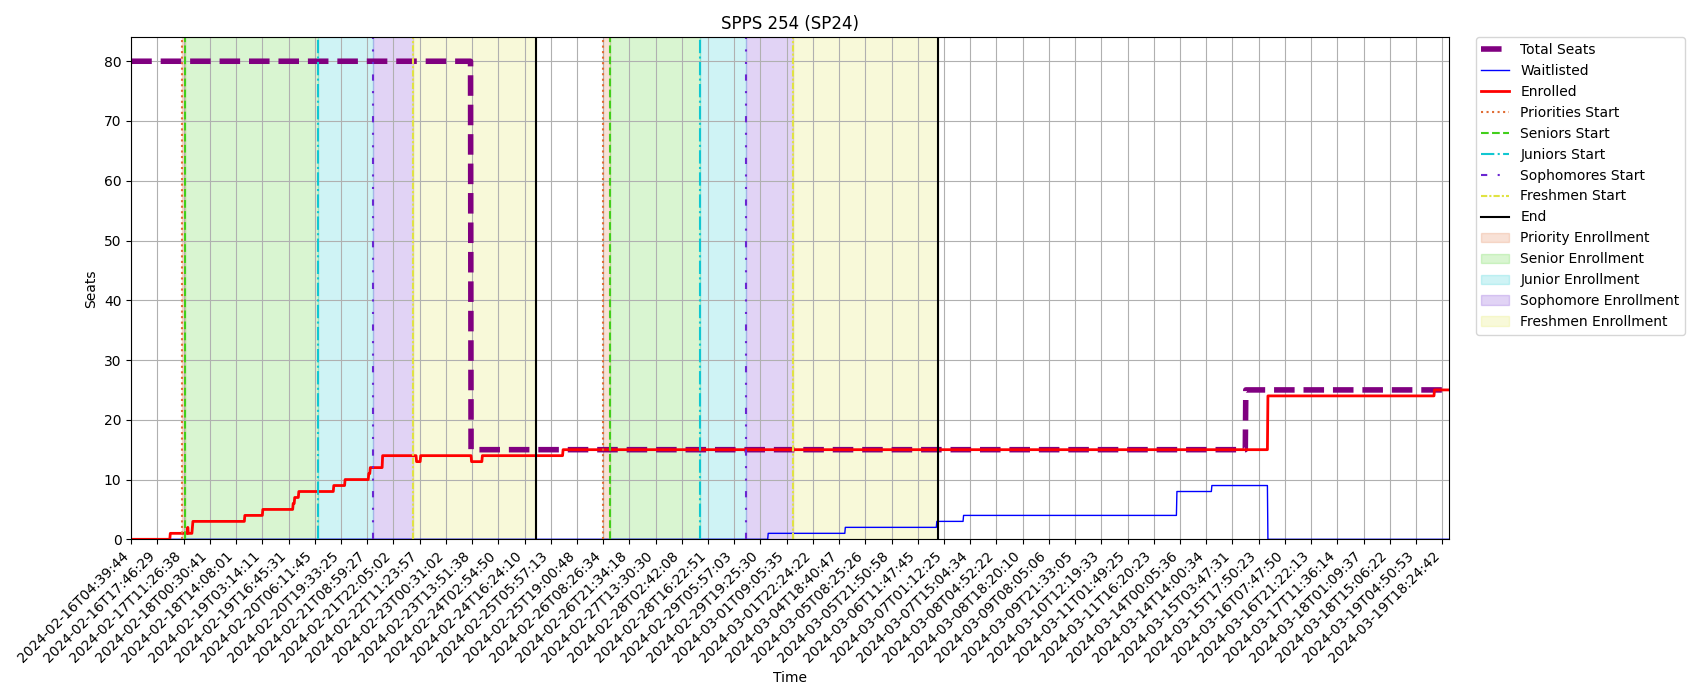 SPPS 254 (SP24)
80
70
60
50
40
30
20
10
0
Seats
2024-02-16T04:39:44
2024-02-16T17:46:29
2024-02-17T11:26:38
2024-02-18T00:30:41
2024-02-18T14:08:01
2024-02-19T03:14:11
2024-02-19T16:45:31
2024-02-20T06:11:45
2024-02-20T19:33:25
2024-02-21T08:59:27
2024-02-21T22:05:02
2024-02-22T11:23:57
2024-02-23T00:31:02
2024-02-23T13:51:38
2024-02-24T02:54:50
2024-02-24T16:24:10
2024-02-25T05:57:13
2024-02-25T19:00:48
2024-02-26T08:26:34
2024-02-26T21:34:18
2024-02-27T13:30:30
2024-02-28T02:42:08
2024-02-28T16:22:51
2024-02-29T05:57:03
2024-02-29T19:25:30
2024-03-01T09:05:35
2024-03-01T22:24:22
2024-03-04T18:40:47
2024-03-05T08:25:26
2024-03-05T21:50:58
2024-03-06T11:47:45
2024-03-07T01:12:25
2024-03-07T15:04:34
2024-03-08T04:52:22
2024-03-08T18:20:10
2024-03-09T08:05:06
2024-03-09T21:33:05
2024-03-10T12:19:33
2024-03-11T01:49:25
2024-03-11T16:20:23
2024-03-14T00:05:36
2024-03-14T14:00:34
2024-03-15T03:47:31
2024-03-15T17:50:23
2024-03-16T07:47:50
2024-03-16T21:22:13
2024-03-17T11:36:14
2024-03-18T01:09:37
2024-03-18T15:06:22
2024-03-19T04:50:53
2024-03-19T18:24:42
Time
Total Seats
Waitlisted
Enrolled
Priorities Start
Seniors Start
Juniors Start
Sophomores Start
Freshmen Start
End
Priority Enrollment
Senior Enrollment
Junior Enrollment
Sophomore Enrollment
Freshmen Enrollment